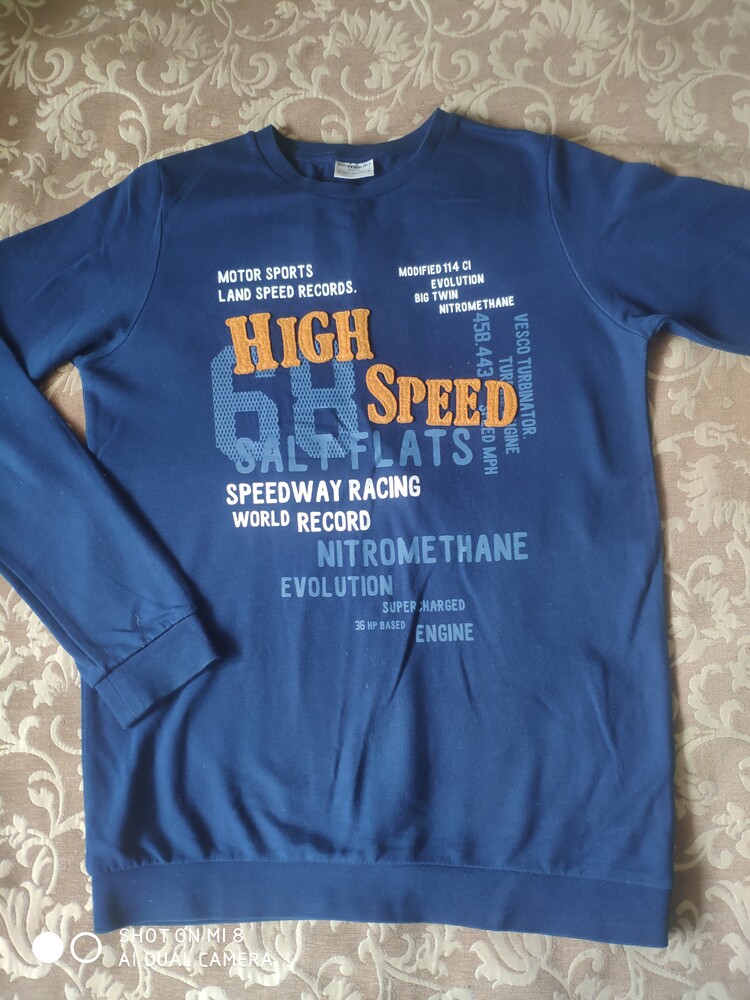 MOTOR SPORTS
LAND SPEED RECORDS.
MODIFIED 114 CI
EVOLUTION
BIG TWIN
NITROMETHANE
HIGH
SPEED
68
VESCO TURBINATOR.
458.443
SALT FLATS
SPEEDWAY RACING
WORLD RECORD
NITROMETHANE
EVOLUTION
SUPERCHARGED
36 HP BASED ENGINE
SHOT ON MI 8
AI DUAL CAMERA